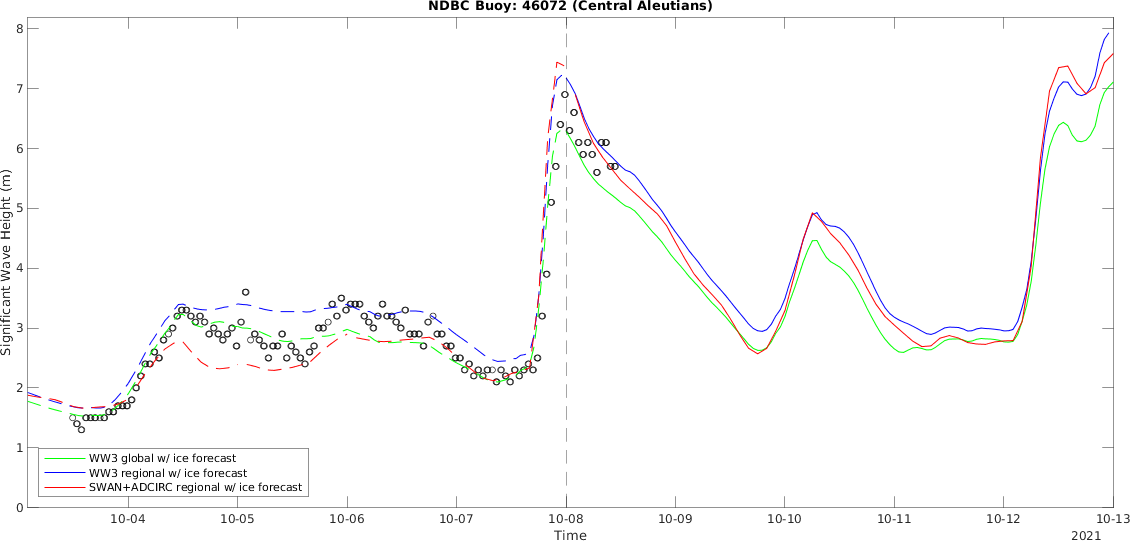 NDBC Buoy: 46072 (Central Aleutians)
8
7
6
5
4
3
2
1
0
Significant Wave Height (m)
WW3 global w/ ice forecast
WW3 regional w/ ice forecast
SWAN+ADCIRC regional w/ ice forecast
10-04 10-05 10-06 10-07 10-08 10-09 10-10 10-11 10-12 10-13
Time
2021